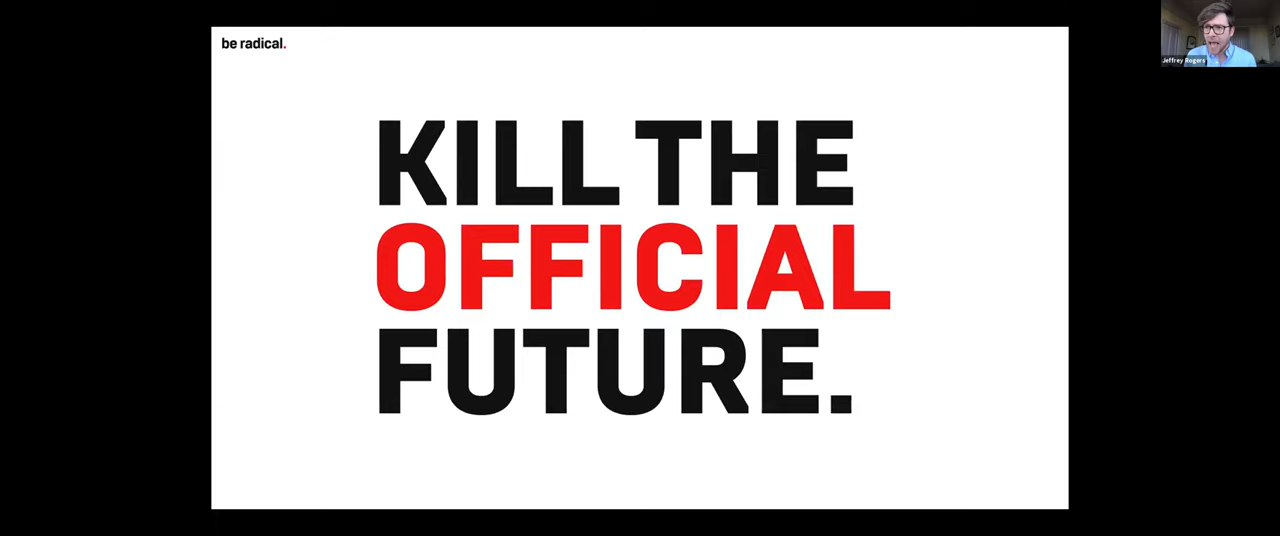 be radical.
Jeffrey Rogers
KILL THE
OFFICIAL
FUTURE.